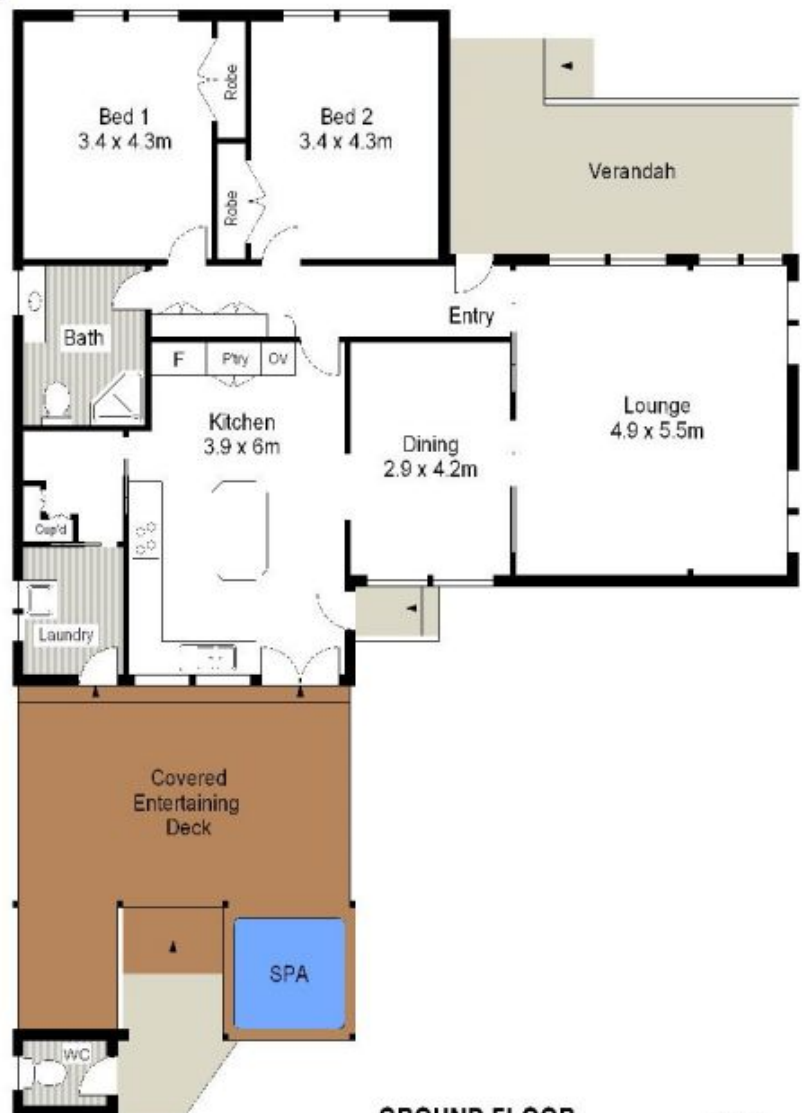 Bed 1
3.4 x 4.3m
Robe
Robe
Bed 2
3.4 x 4.3m
Verandah
Entry
Bath
F
P'try
OV
Kitchen
3.9 x 6m
Dining
2.9 x 4.2m
Lounge
4.9 x 5.5m
Cup'd
Laundry
Covered
Entertaining
Deck
SPA
WC
GROUND FLOOR